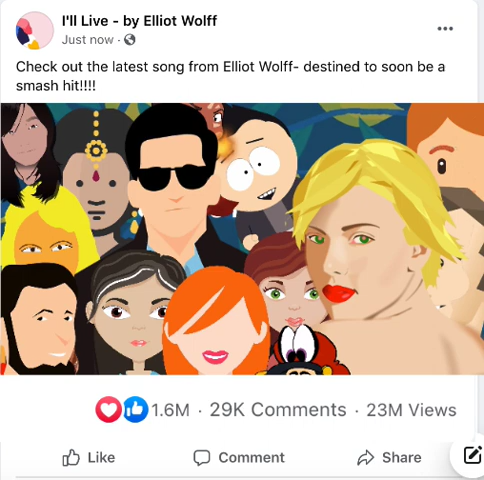 I'll Live - by Elliot Wolff
Just now ·
Check out the latest song from Elliot Wolff- destined to soon be a
smash hit!!!!
1.6M · 29K Comments · 23M Views
Like Comment Share